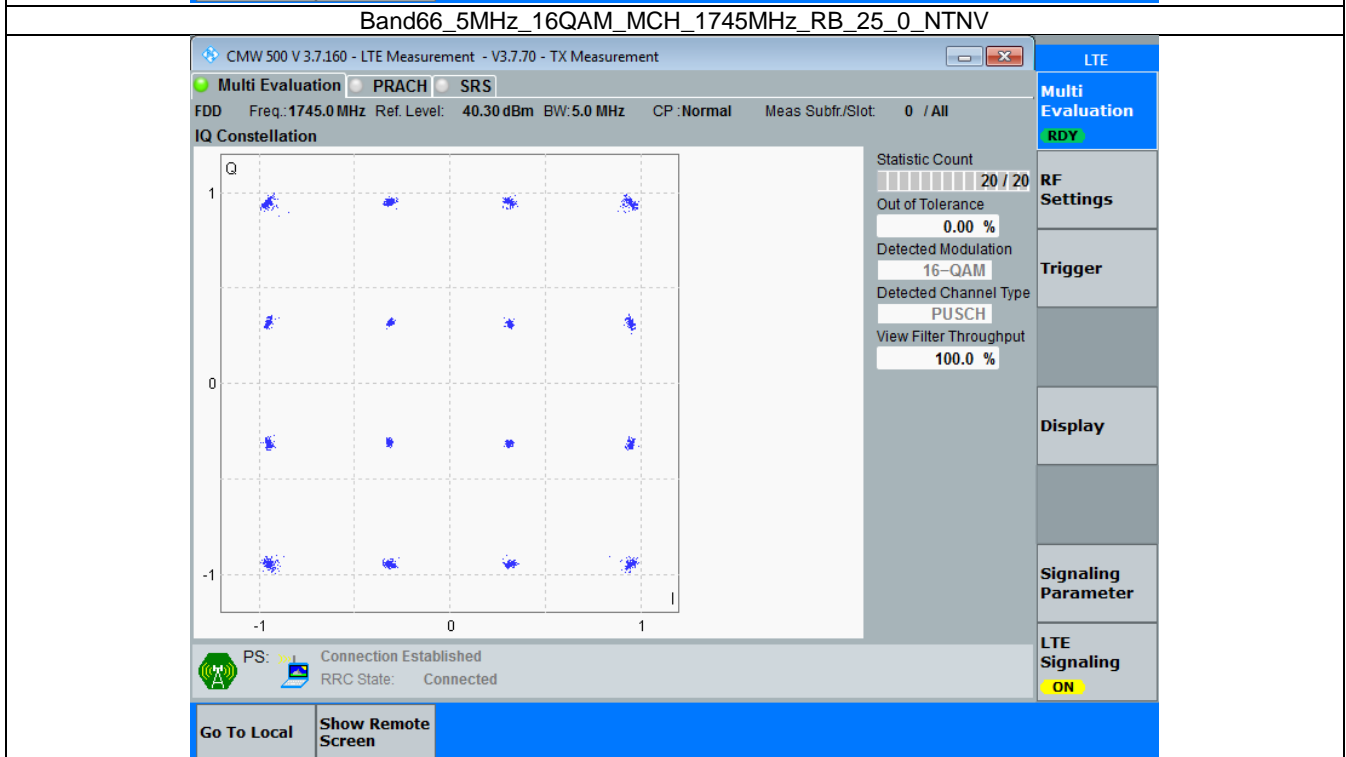 Band66_5MHz_16QAM_MCH_1745MHz_RB_25_0_NTNV
CMW 500 V 3.7.160 - LTE Measurement - V3.7.70 - TX Measurement
LTE
Multi Evaluation PRACH SRS
Multi
Evaluation
RDY
FDD Freq.: 1745.0 MHz Ref. Level: 40.30 dBm BW: 5.0 MHz CP : Normal Meas Subfr./Slot: 0 / All
IQ Constellation
Q
1
0
-1
-1 0 1
I
Statistic Count
20 / 20
Out of Tolerance
0.00 %
Detected Modulation
16-QAM
Detected Channel Type
PUSCH
View Filter Throughput
100.0 %
RF
Settings
Trigger
Display
Signaling
Parameter
LTE
Signaling
ON
PS: Connection Established
RRC State: Connected
Go To Local
Show Remote
Screen